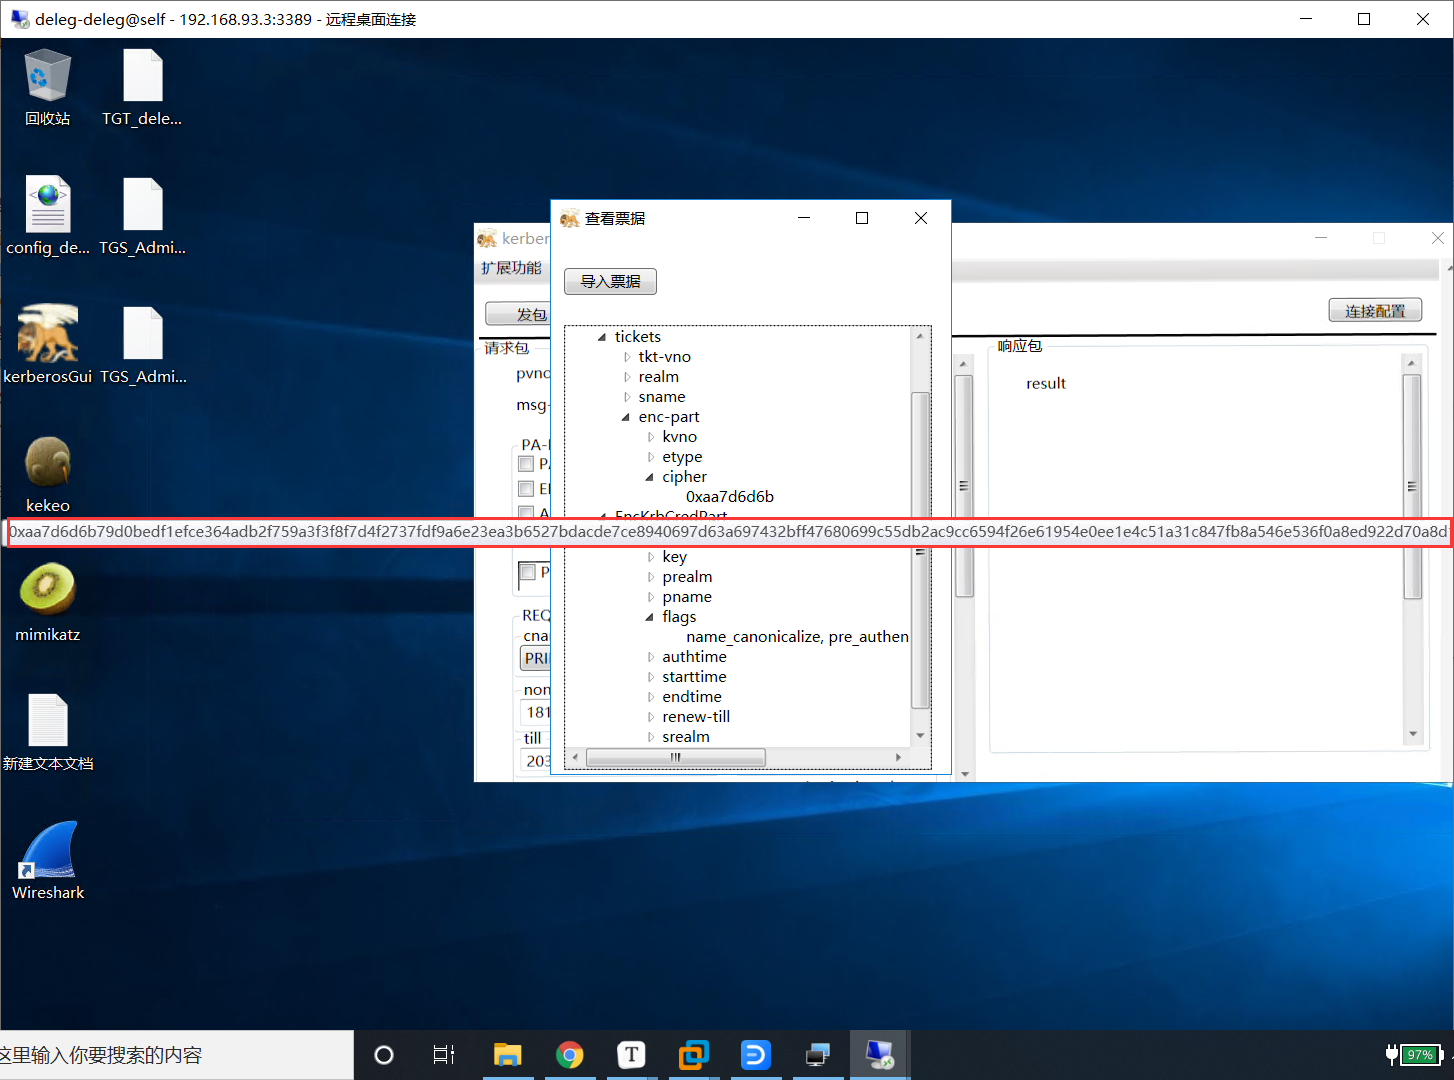 deleg-deleg@self - 192.168.93.3:3389 - 远程桌面连接
回收站
TGT_dele...
config_de...
TGS_Admi...
kerberosGui
TGS_Admi...
kekeo
mimikatz
新建文本文档
Wireshark
kerber
扩展功能
发包
请求包
pvno
msg-
PA-
REQ
cna
PRI
non
181
till
203
查看票据
导入票据
tickets
tkt-vno
realm
sname
enc-part
kvno
etype
cipher
0xaa7d6d6b
EncKrbCredPart
0xaa7d6d6b79d0bedf1efce364adb2f759a3f3f8f7d4f2737fdf9a6e23ea3b6527bdacde7ce8940697d63a697432bff47680699c55db2ac9cc6594f26e61954e0ee1e4c51a31c847fb8a546e536f0a8ed922d70a8d
key
prealm
pname
flags
name_canonicalize, pre_authen
authtime
starttime
endtime
renew-till
srealm
连接配置
响应包
result
这里输入你要搜索的内容
97%